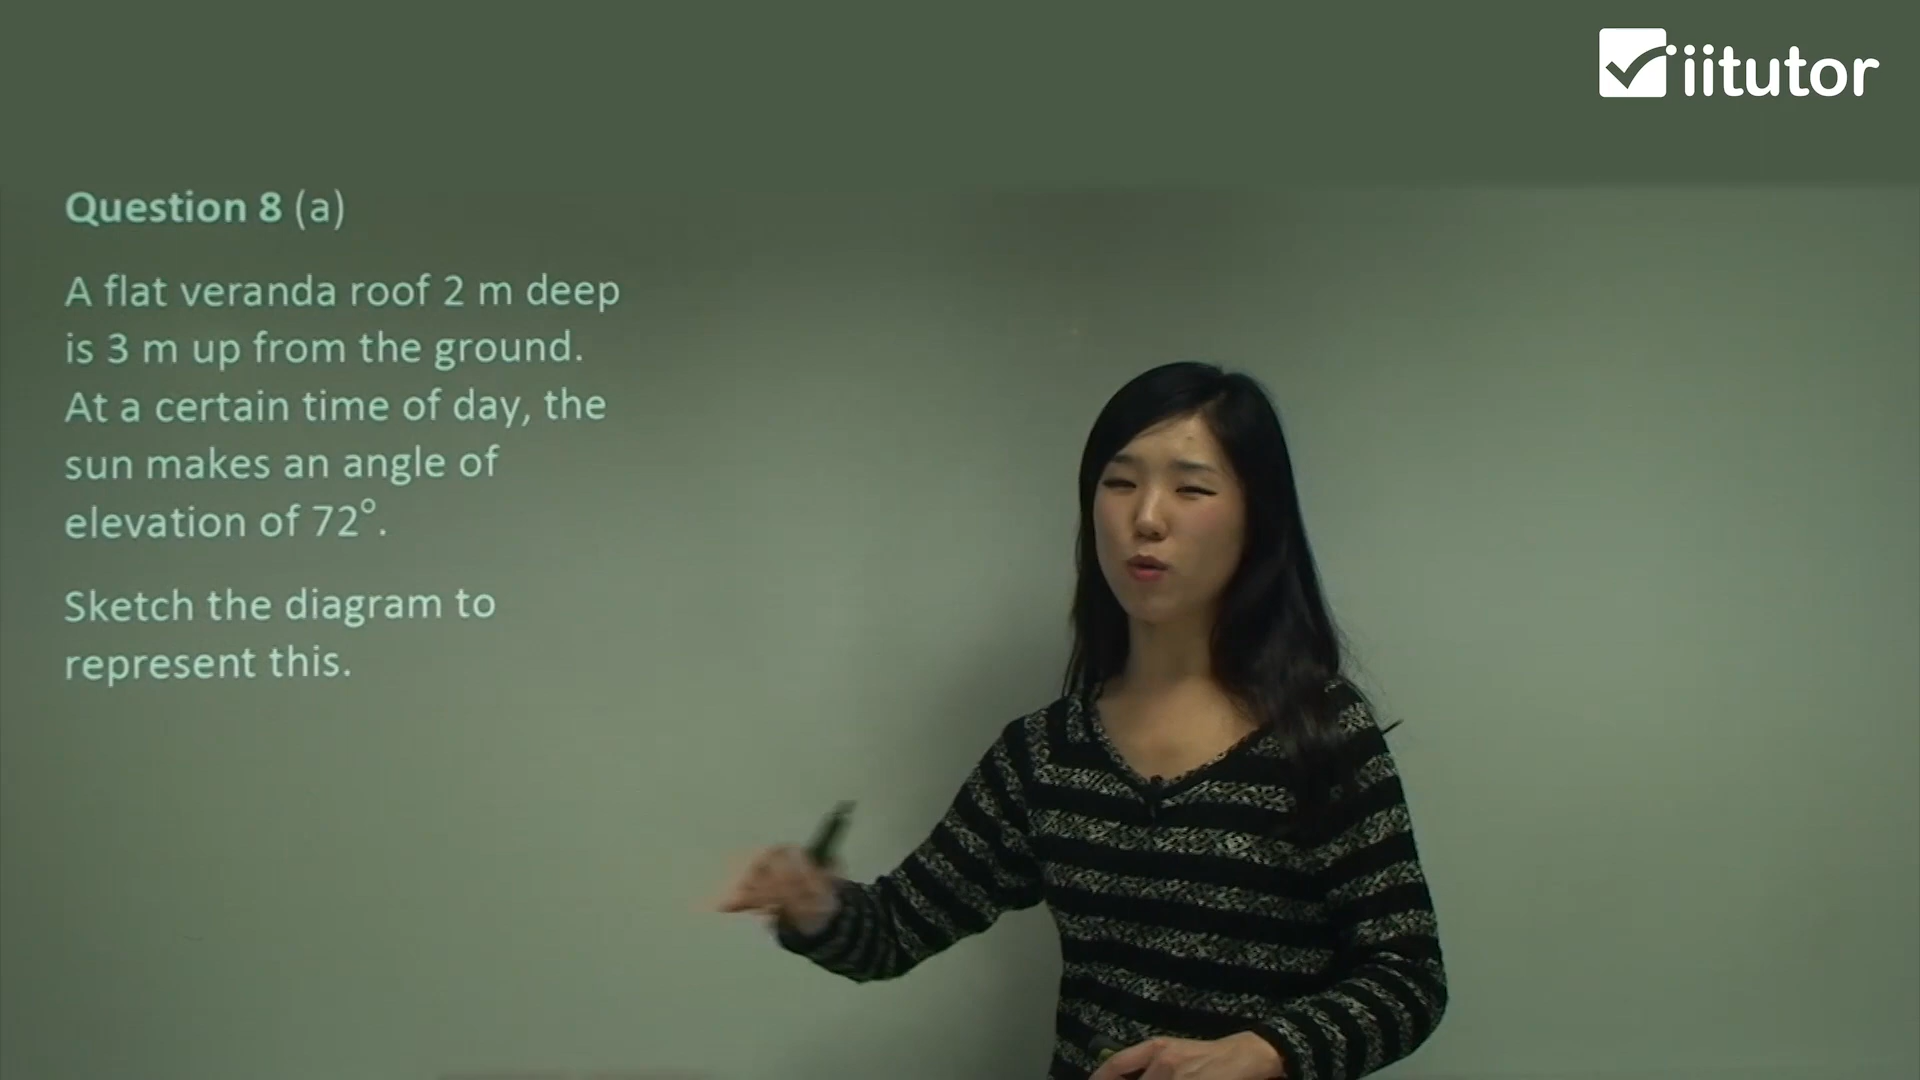 iitutor
Question 8 (a)
A flat veranda roof 2 m deep
is 3 m up from the ground.
At a certain time of day, the
sun makes an angle of
elevation of 72°.
Sketch the diagram to
represent this.